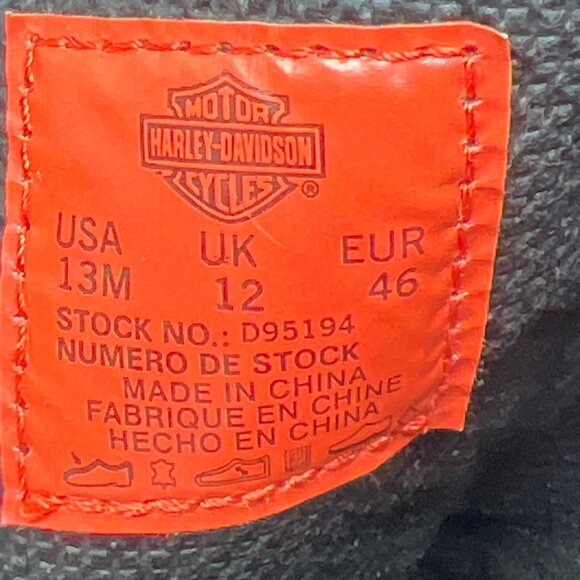 MOTOR
HARLEY-DAVIDSON
CYCLES®
USA UK EUR
13M 12 46
STOCK NO.: D95194
NUMERO DE STOCK
MADE IN CHINA
FABRIQUE EN CHINE
HECHO EN CHINA